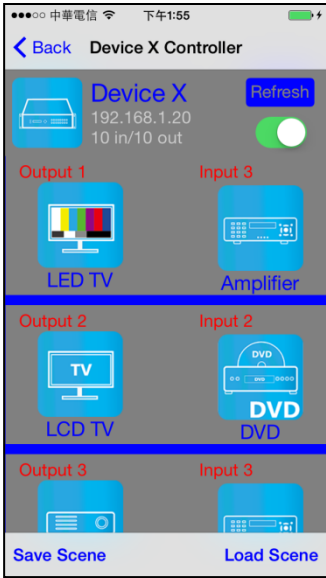 中華電信 下午1:55
Back Device X Controller
Device X
Refresh
192.168.1.20
10 in/10 out
Output 1 Input 3
LED TV Amplifier
Output 2 Input 2
TV
DVD
DVD
DVD
LCD TV DVD
Output 3 Input 3
Save Scene Load Scene